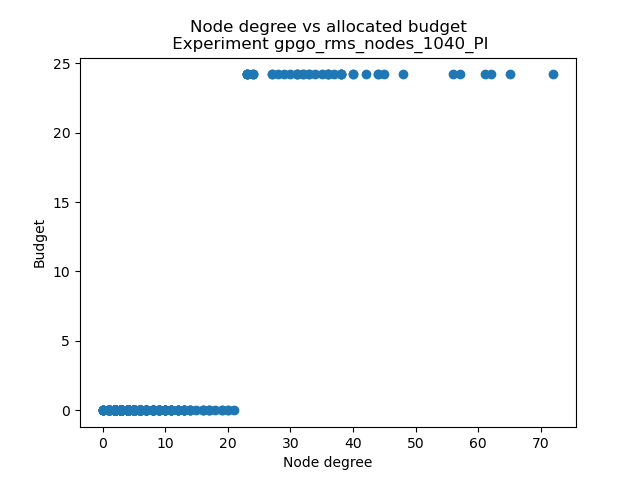 Node degree vs allocated budget
Experiment gpgo_rms_nodes_1040_PI
25
20
15
10
5
0
Budget
0 10 20 30 40 50 60 70
Node degree